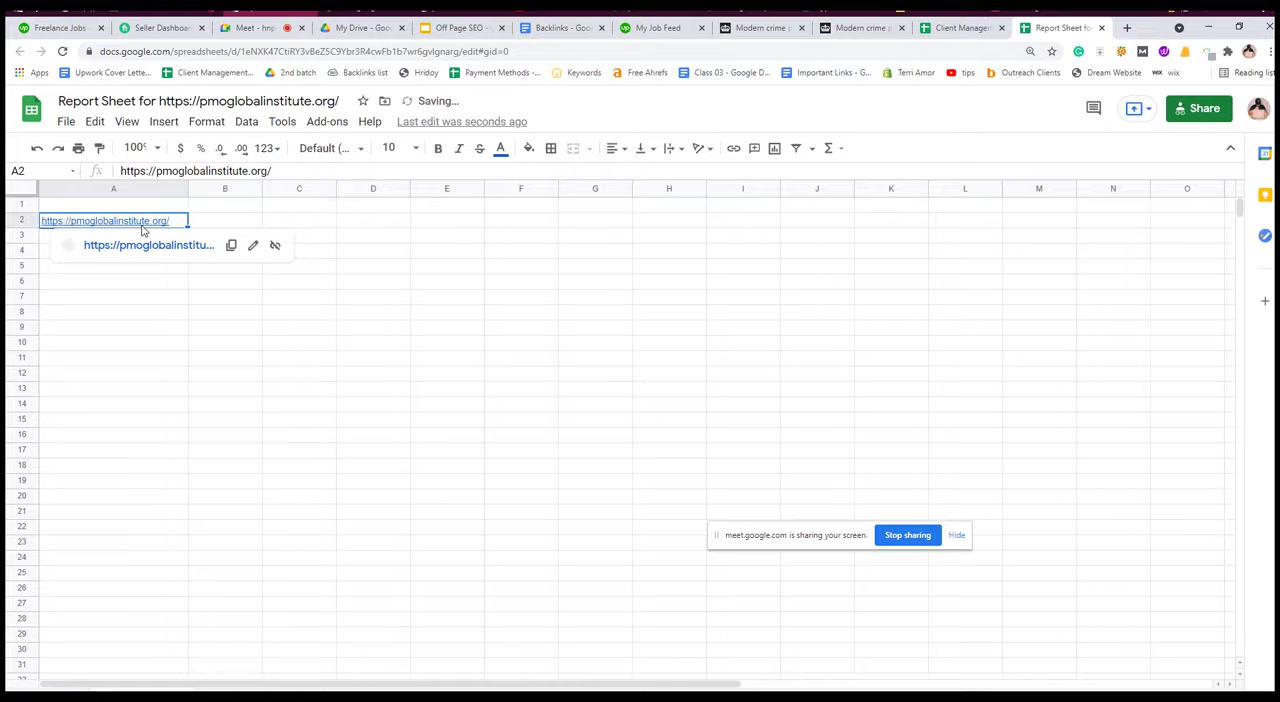 Freelance Jobs Seller Dashboar Meet - hnp My Drive - Goo Off Page SEO Backlinks - Goo My Job Feed Modern crime p Modern crime p Client Managem Report Sheet fo
docs.google.com/spreadsheets/d/1eNXK47CtiRY3vBeZ5C9Ybr3R4cwFb1b7wr6gvlgnarg/edit#gid=0
Apps Upwork Cover Lette... Client Management... 2nd batch Backlinks list Hridoy Payment Methods -... Keywords Free Ahrefs Class 03 - Google D... Important Links - G... Terri Amor tips Outreach Clients Dream Website wix Reading list
Report Sheet for https://pmoglobalinstitute.org/ Saving...
File Edit View Insert Format Data Tools Add-ons Help Last edit was seconds ago
Share
100% $ % .0 .00 123 Default (... 10 B I S A
A2 fx https://pmoglobalinstitute.org/
A B C D E F G H I J K L M N O
1
2 https://pmoglobalinstitute.org/
3
https://pmoglobalinstitu...
4
5
6
7
8
9
10
11
12
13
14
15
16
17
18
19
20
21
22
meet.google.com is sharing your screen. Stop sharing Hide
23
24
25
26
27
28
29
30
31